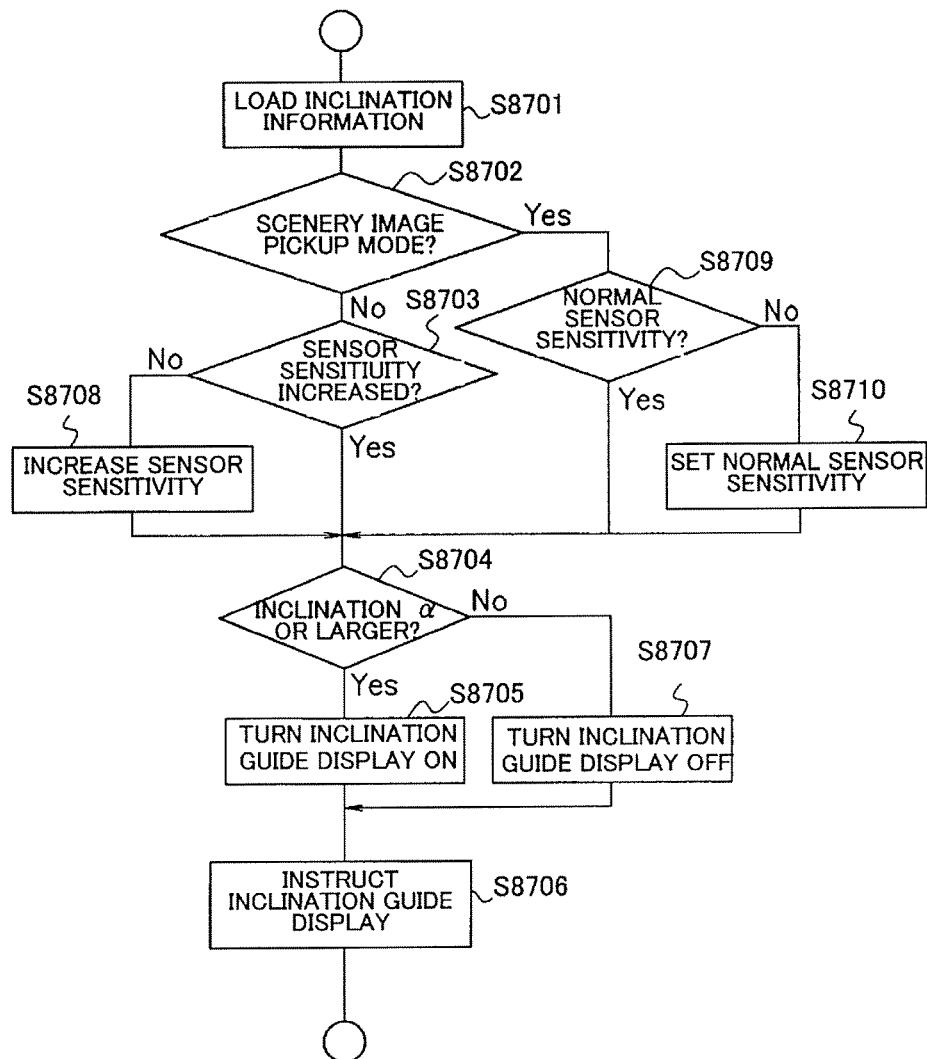 LOAD INCLINATION
INFORMATION
S8701
S8702
SCENERY IMAGE
PICKUP MODE?
Yes
No
S8703
S8709
NORMAL
SENSOR
SENSITIVITY?
No
Yes
No
SENSOR
SENSITIUITY
INCREASED?
Yes
S8708
INCREASE SENSOR
SENSITIVITY
S8710
SET NORMAL SENSOR
SENSITIVITY
S8704
INCLINATION α
OR LARGER?
No
Yes
S8705
TURN INCLINATION
GUIDE DISPLAY ON
S8707
TURN INCLINATION
GUIDE DISPLAY OFF
INSTRUCT
INCLINATION GUIDE
DISPLAY
S8706